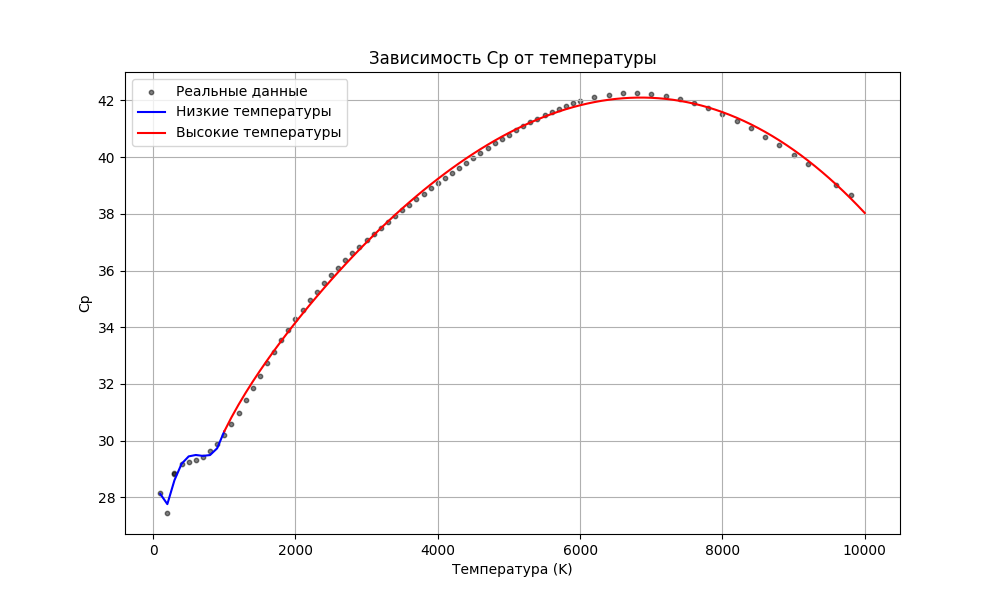 Зависимость Cp от температуры
Реальные данные
Низкие температуры
Высокие температуры
Cp
42
40
38
36
34
32
30
28
0 2000 4000 6000 8000 10000
Температура (K)